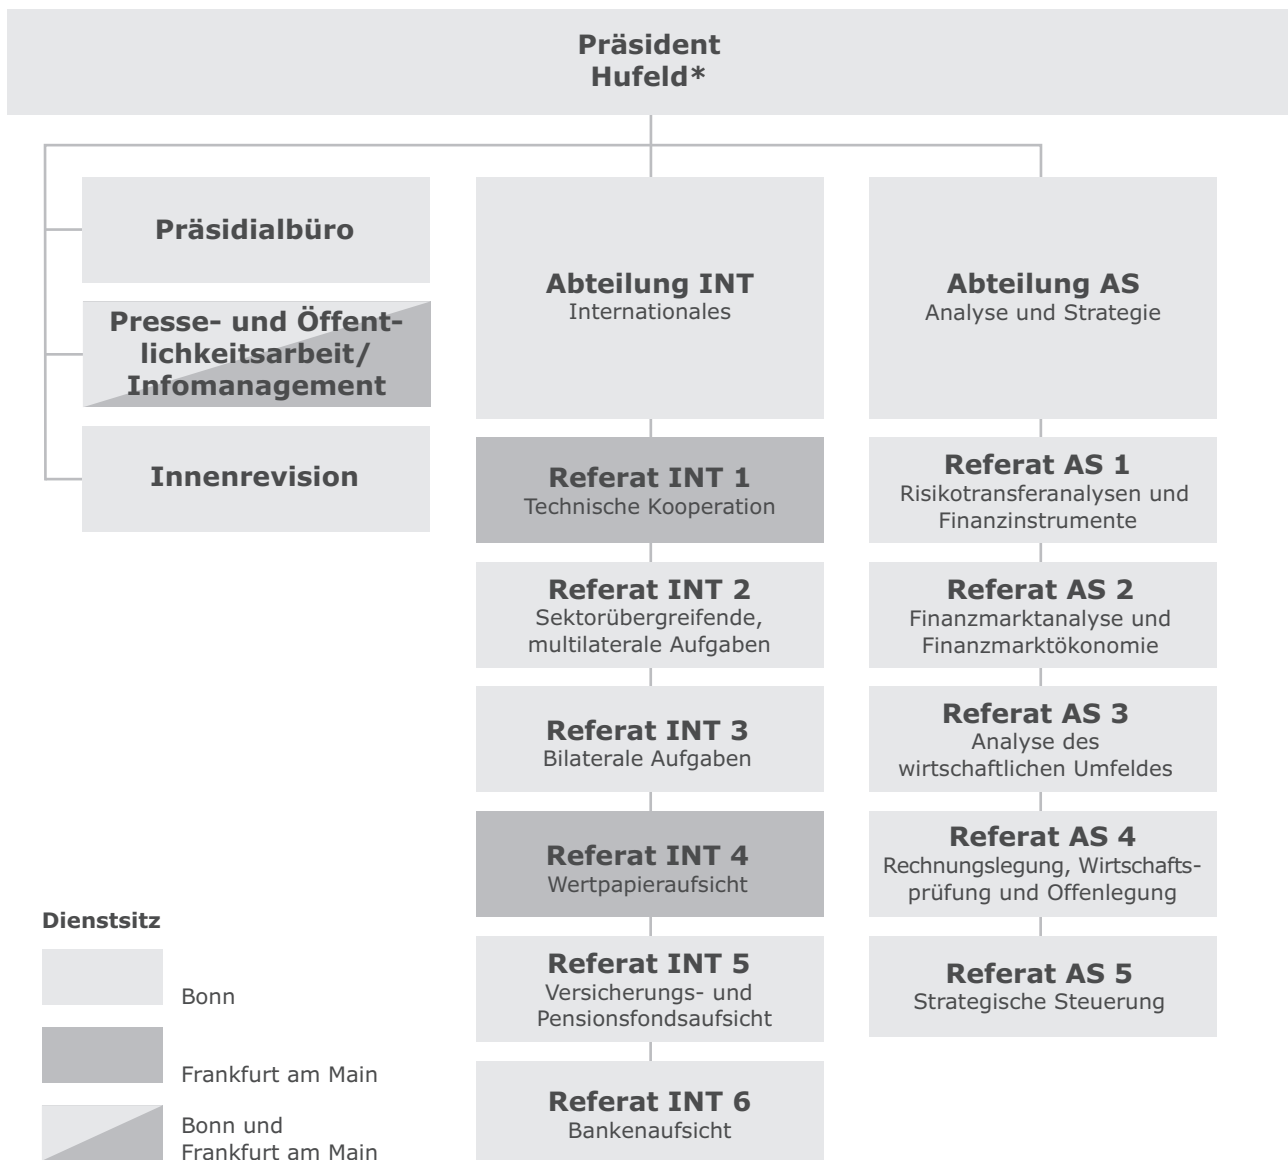 Präsident
Hufeld*
Präsidialbüro
Presse- und Öffent-
lichkeitsarbeit/
Infomanagement
Innenrevision
Abteilung INT
Internationales
Referat INT 1
Technische Kooperation
Referat INT 2
Sektorübergreifende,
multilaterale Aufgaben
Referat INT 3
Bilaterale Aufgaben
Referat INT 4
Wertpapieraufsicht
Referat INT 5
Versicherungs- und
Pensionsfondsaufsicht
Referat INT 6
Bankenaufsicht
Abteilung AS
Analyse und Strategie
Referat AS 1
Risikotransferanalysen und
Finanzinstrumente
Referat AS 2
Finanzmarktanalyse und
Finanzmarktökonomie
Referat AS 3
Analyse des
wirtschaftlichen Umfeldes
Referat AS 4
Rechnungslegung, Wirtschafts-
prüfung und Offenlegung
Referat AS 5
Strategische Steuerung
Dienstsitz
Bonn
Frankfurt am Main
Bonn und
Frankfurt am Main